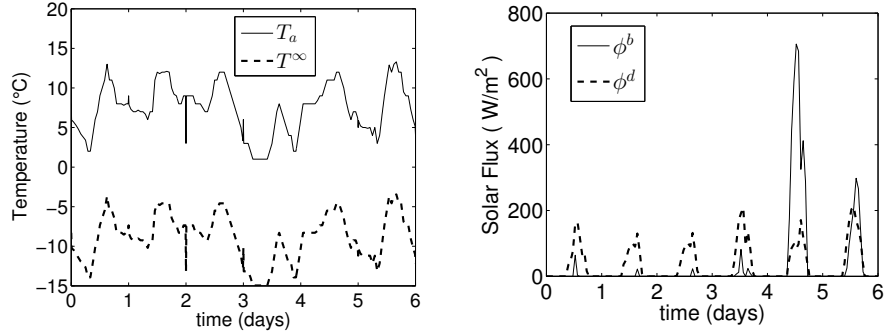 20
15
10
5
0
−5
−10
−15
0 1 2 3 4 5 6
time (days)
Temperature (°C)
T_a
T^∞
800
600
400
200
0
0 1 2 3 4 5 6
time (days)
Solar Flux ( W/m²)
ϕ^b
ϕ^d